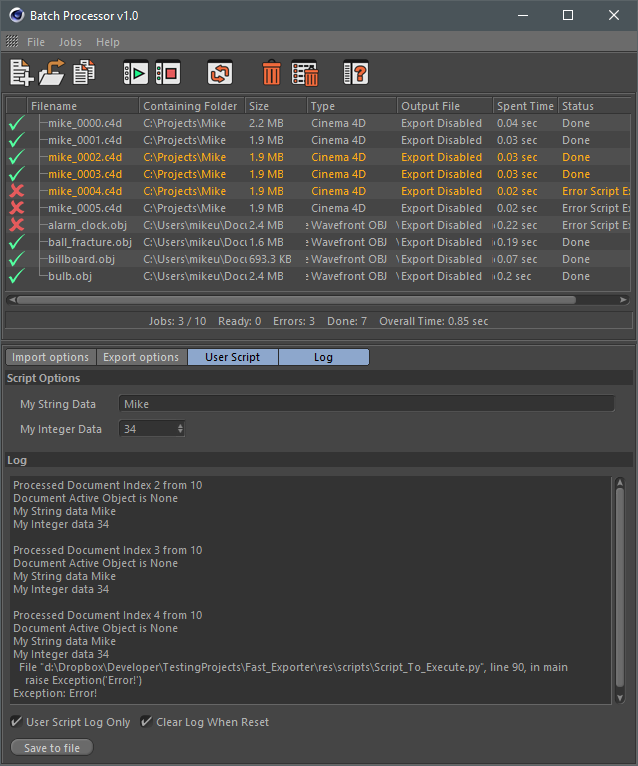 Batch Processor v1.0
File Jobs Help
Filename Containing Folder Size Type Output File Spent Time Status
mike_0000.c4d C:\Projects\Mike 2.2 MB Cinema 4D Export Disabled 0.04 sec Done
mike_0001.c4d C:\Projects\Mike 1.9 MB Cinema 4D Export Disabled 0.03 sec Done
mike_0002.c4d C:\Projects\Mike 1.9 MB Cinema 4D Export Disabled 0.03 sec Done
mike_0003.c4d C:\Projects\Mike 1.9 MB Cinema 4D Export Disabled 0.03 sec Done
mike_0004.c4d C:\Projects\Mike 1.9 MB Cinema 4D Export Disabled 0.02 sec Error Script Ex
mike_0005.c4d C:\Projects\Mike 1.9 MB Cinema 4D Export Disabled 0.02 sec Done
alarm_clock.obj C:\Users\mikeu\Docu 2.4 MB Wavefront OBJ Export Disabled 0.22 sec Error Script Ex
ball_fracture.obj C:\Users\mikeu\Docu 1.6 MB Wavefront OBJ Export Disabled 0.19 sec Done
billboard.obj C:\Users\mikeu\Docu 693.3 KB Wavefront OBJ Export Disabled 0.07 sec Done
bulb.obj C:\Users\mikeu\Docu 2.4 MB Wavefront OBJ Export Disabled 0.2 sec Done
Jobs: 3 / 10 Ready: 0 Errors: 3 Done: 7 Overall Time: 0.85 sec
Import options Export options User Script Log
Script Options
My String Data Mike
My Integer Data 34
Log
Processed Document Index 2 from 10
Document Active Object is None
My String data Mike
My Integer data 34
Processed Document Index 3 from 10
Document Active Object is None
My String data Mike
My Integer data 34
Processed Document Index 4 from 10
Document Active Object is None
My String data Mike
My Integer data 34
File "d:\Dropbox\Developer\TestingProjects\Fast_Exporter\res\scripts\Script_To_Execute.py", line 90, in main
raise Exception('Error!')
Exception: Error!
User Script Log Only Clear Log When Reset
Save to file